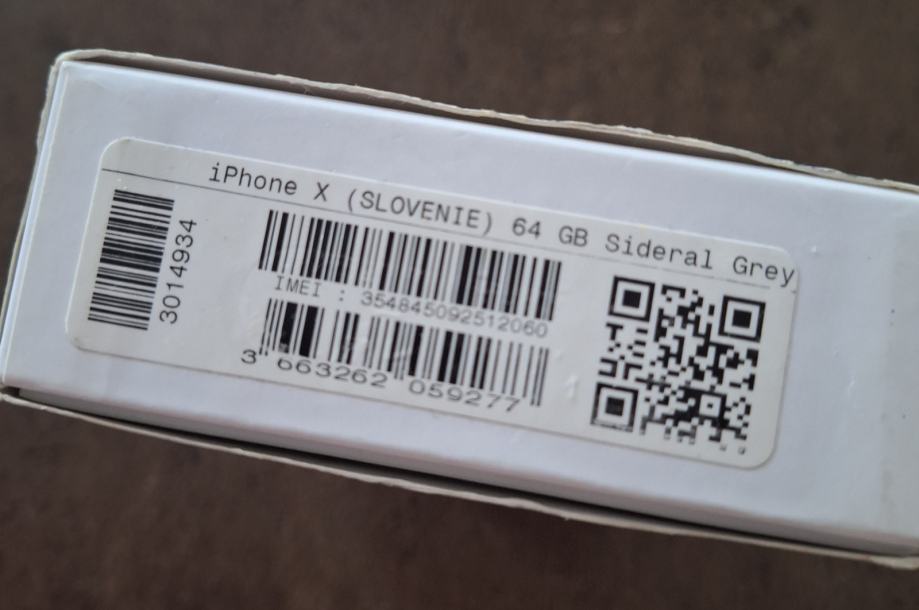 iPhone X (SLOVENIE) 64 GB Sideral Grey
3014934
IMEI : 354845092512060
3 663262 059277